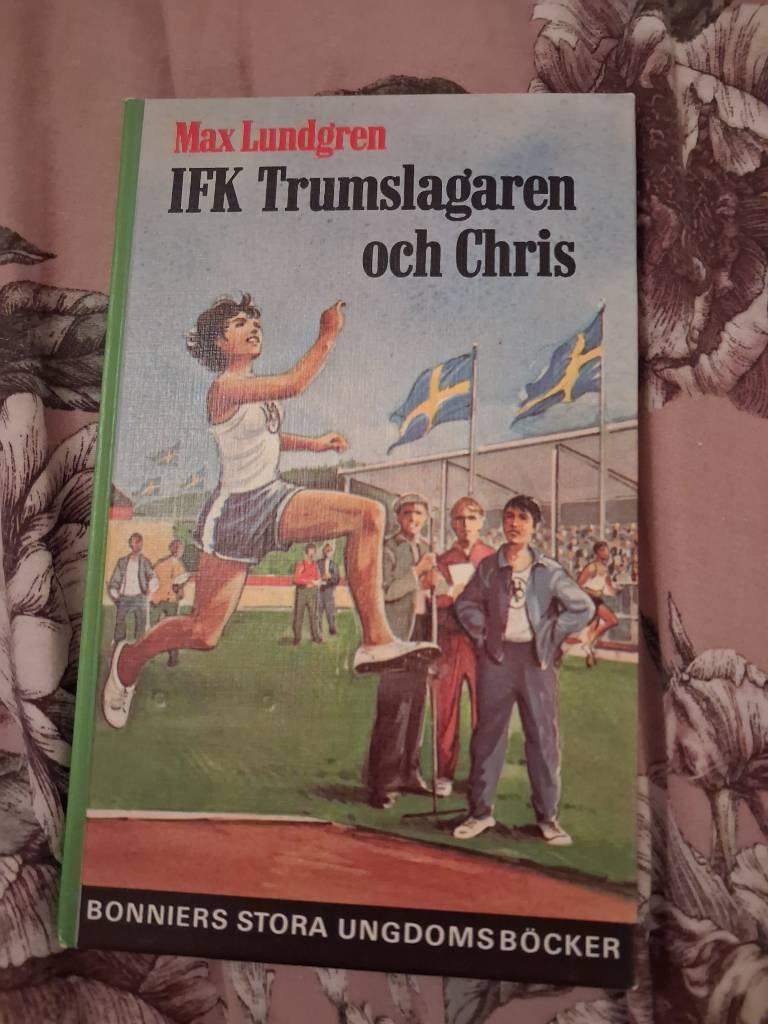 Max Lundgren
IFK Trumslagaren
och Chris
BONNIERS STORA UNGDOMSBÖCKER